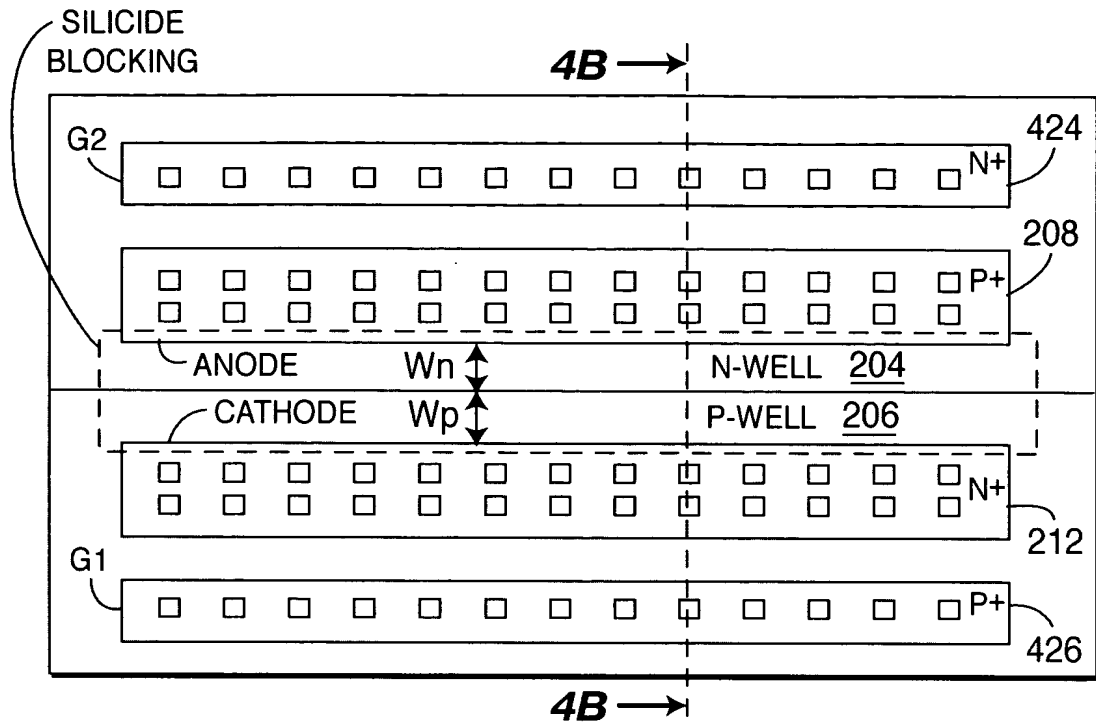 SILICIDE
BLOCKING
4B
G2
N+
424
208
P+
ANODE
Wn
N-WELL 204
CATHODE
Wp
P-WELL 206
N+
212
G1
P+
426
4B